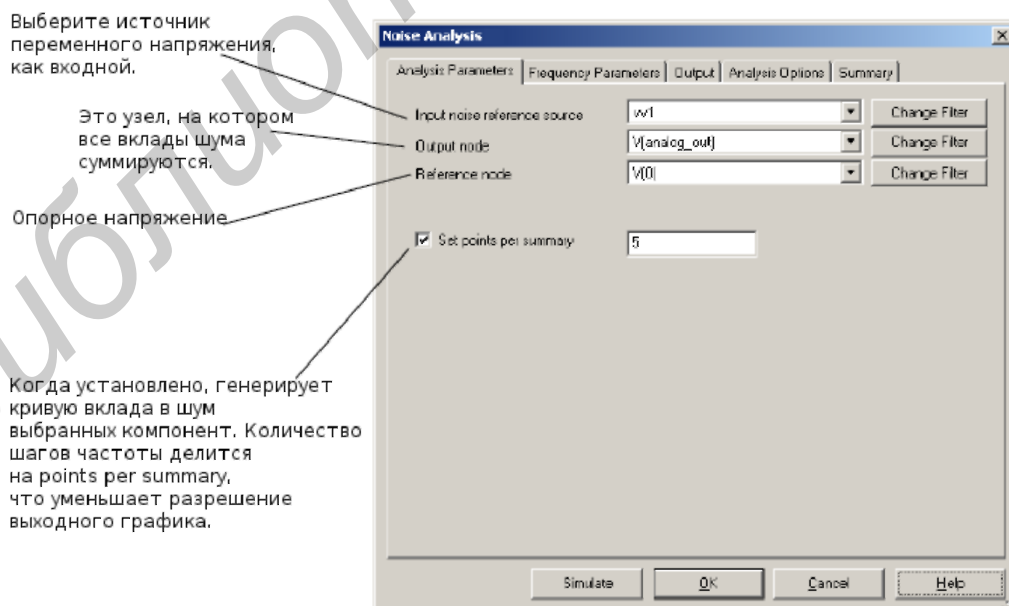 Выберите источник
переменного напряжения,
как входной.
Это узел, на котором
все вклады шума
суммируются.
Опорное напряжение
Когда установлено, генерирует
кривую вклада в шум
выбранных компонент. Количество
шагов частоты делится
на points per summary,
что уменьшает разрешение
выходного графика.
Noise Analysis
Analysis Parameters Frequency Parameters Output Analysis Options Summary
Input noise reference source vv1 Change Filter
Output node V(analog_out) Change Filter
Reference node V(0) Change Filter
Set points per summary 5
Simulate OK Cancel Help